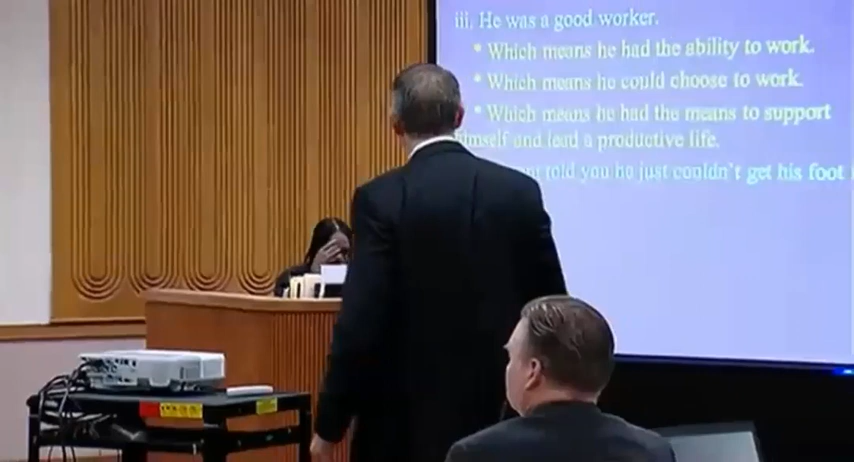 iii. He was a good worker.
* Which means he had the ability to work.
* Which means he could choose to work.
* Which means he had the means to support
himself and lead a productive life.
told you he just couldn't get his foot